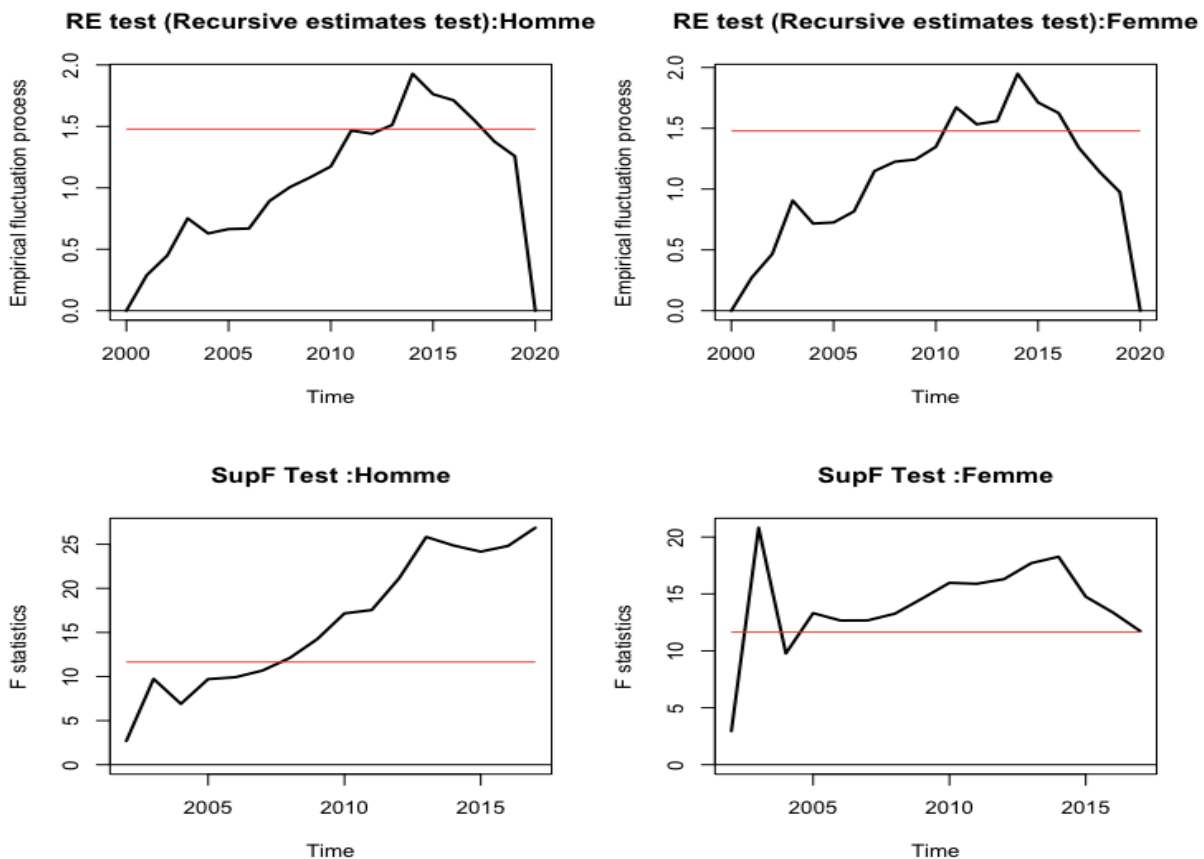 RE test (Recursive estimates test):Homme
Empirical fluctuation process
2.0
1.5
1.0
0.5
0.0
2000 2005 2010 2015 2020
Time
RE test (Recursive estimates test):Femme
Empirical fluctuation process
2.0
1.5
1.0
0.5
0.0
2000 2005 2010 2015 2020
Time
SupF Test :Homme
F statistics
25
20
15
10
5
0
2005 2010 2015
Time
SupF Test :Femme
F statistics
20
15
10
5
0
2005 2010 2015
Time